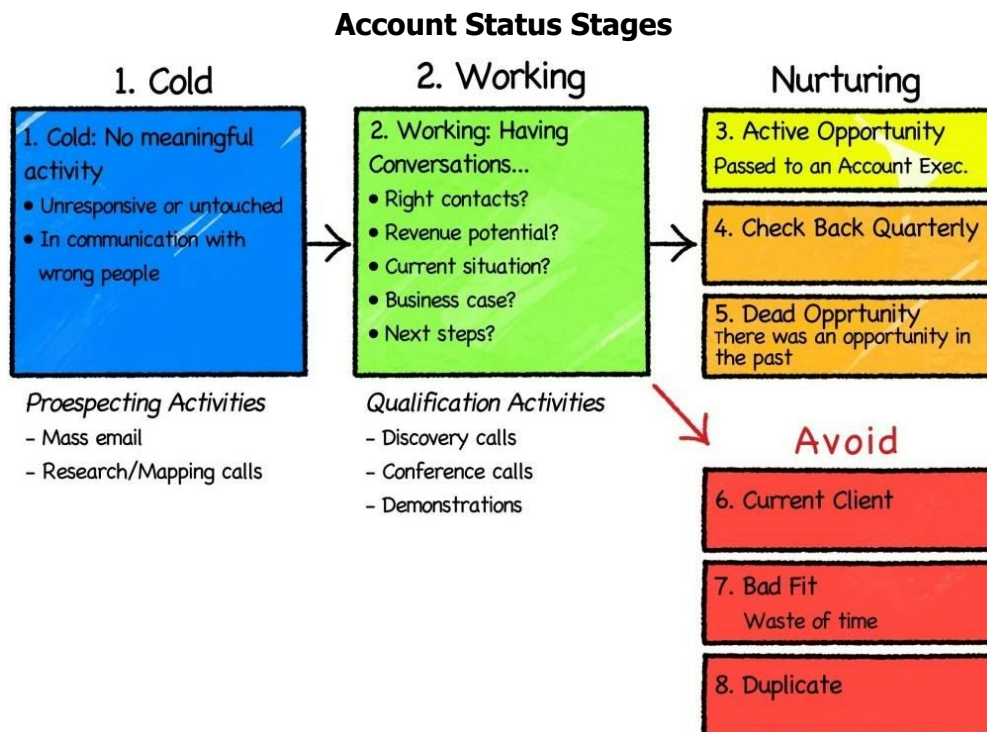 Account Status Stages
1. Cold
1. Cold: No meaningful
activity
• Unresponsive or untouched
• In communication with
wrong people
Proespecting Activities
- Mass email
- Research/Mapping calls
2. Working
2. Working: Having
Conversations...
• Right contacts?
• Revenue potential?
• Current situation?
• Business case?
• Next steps?
Qualification Activities
- Discovery calls
- Conference calls
- Demonstrations
Nurturing
3. Active Opportunity
Passed to an Account Exec.
4. Check Back Quarterly
5. Dead Opprtunity
There was an opportunity in
the past
Avoid
6. Current Client
7. Bad Fit
Waste of time
8. Duplicate